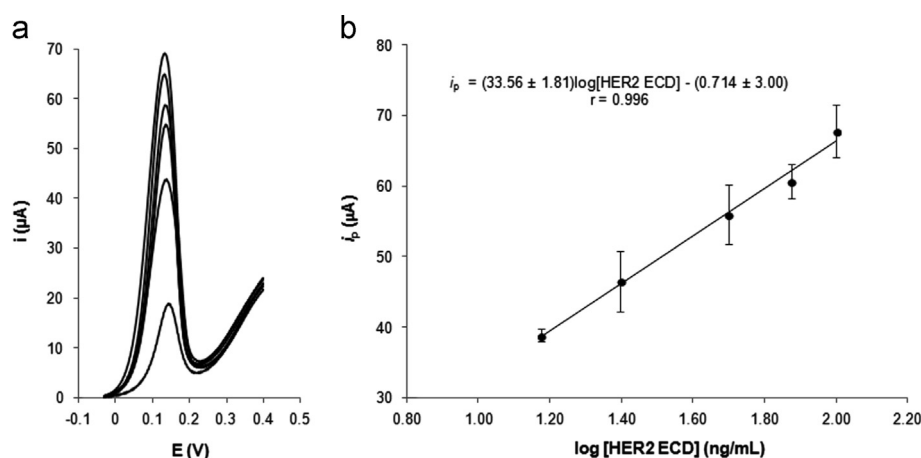 a
70
60
50
40
30
20
10
0
i (µA)
-0.1 0 0.1 0.2 0.3 0.4 0.5
E (V)
b
80
70
60
50
40
30
iₚ (µA)
iₚ = (33.56 ± 1.81)log[HER2 ECD] - (0.714 ± 3.00)
r = 0.996
0.80 1.00 1.20 1.40 1.60 1.80 2.00 2.20
log [HER2 ECD] (ng/mL)